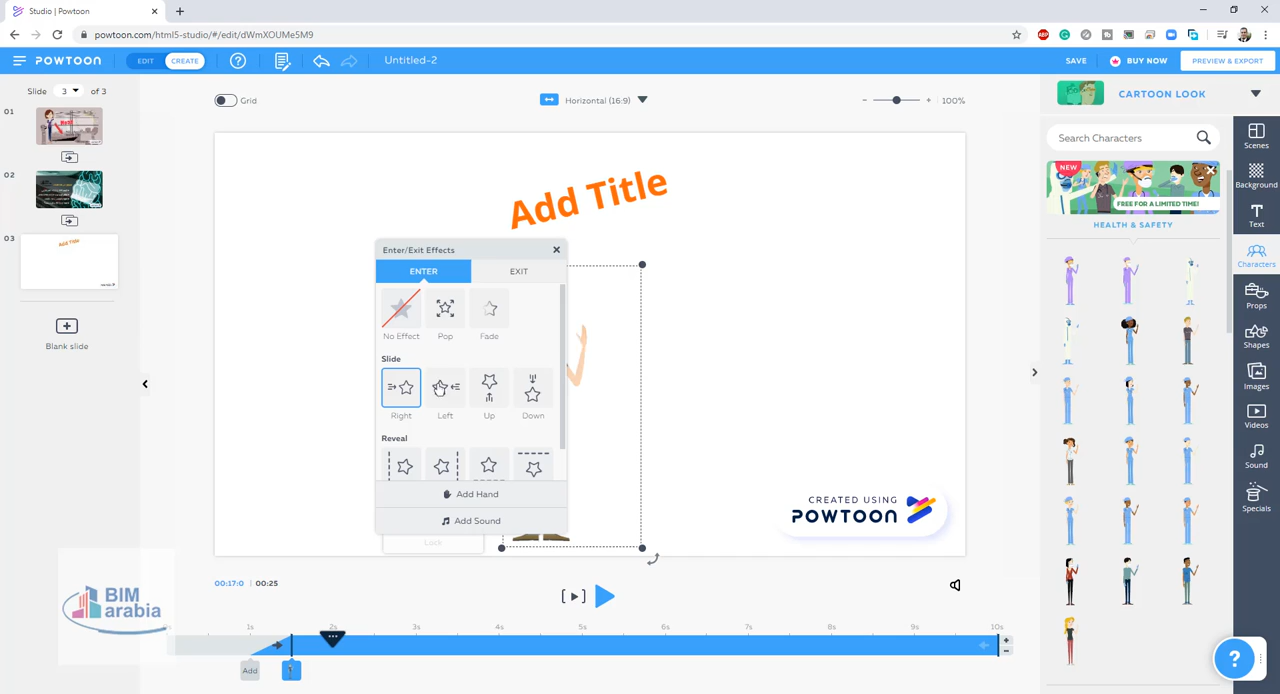 Studio | Powtoon
powtoon.com/html5-studio/#/edit/dWmXOUMe5M9
POWTOON
EDIT
CREATE
Untitled-2
SAVE
BUY NOW
PREVIEW & EXPORT
Slide 3 of 3
Grid
Horizontal (16:9)
100%
CARTOON LOOK
Search Characters
NEW
FREE FOR A LIMITED TIME!
HEALTH & SAFETY
Scenes
Background
Text
Characters
Props
Shapes
Images
Videos
Sound
Specials
01
02
03
ADD TITLE
Blank slide
Add Title
Enter/Exit Effects
ENTER
EXIT
No Effect
Pop
Fade
Slide
Right
Left
Up
Down
Reveal
Add Hand
Add Sound
Lock
CREATED USING
POWTOON
BIM
arabia
00:17:0 00:25
1s 2s 3s 4s 5s 6s 7s 8s 9s 10s
Add
?